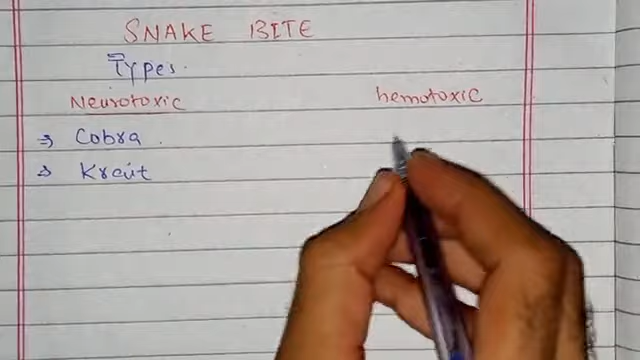 SNAKE BITE
Types.
Neurotoxic hemotoxic
⇒ Cobra.
⇒ Krait